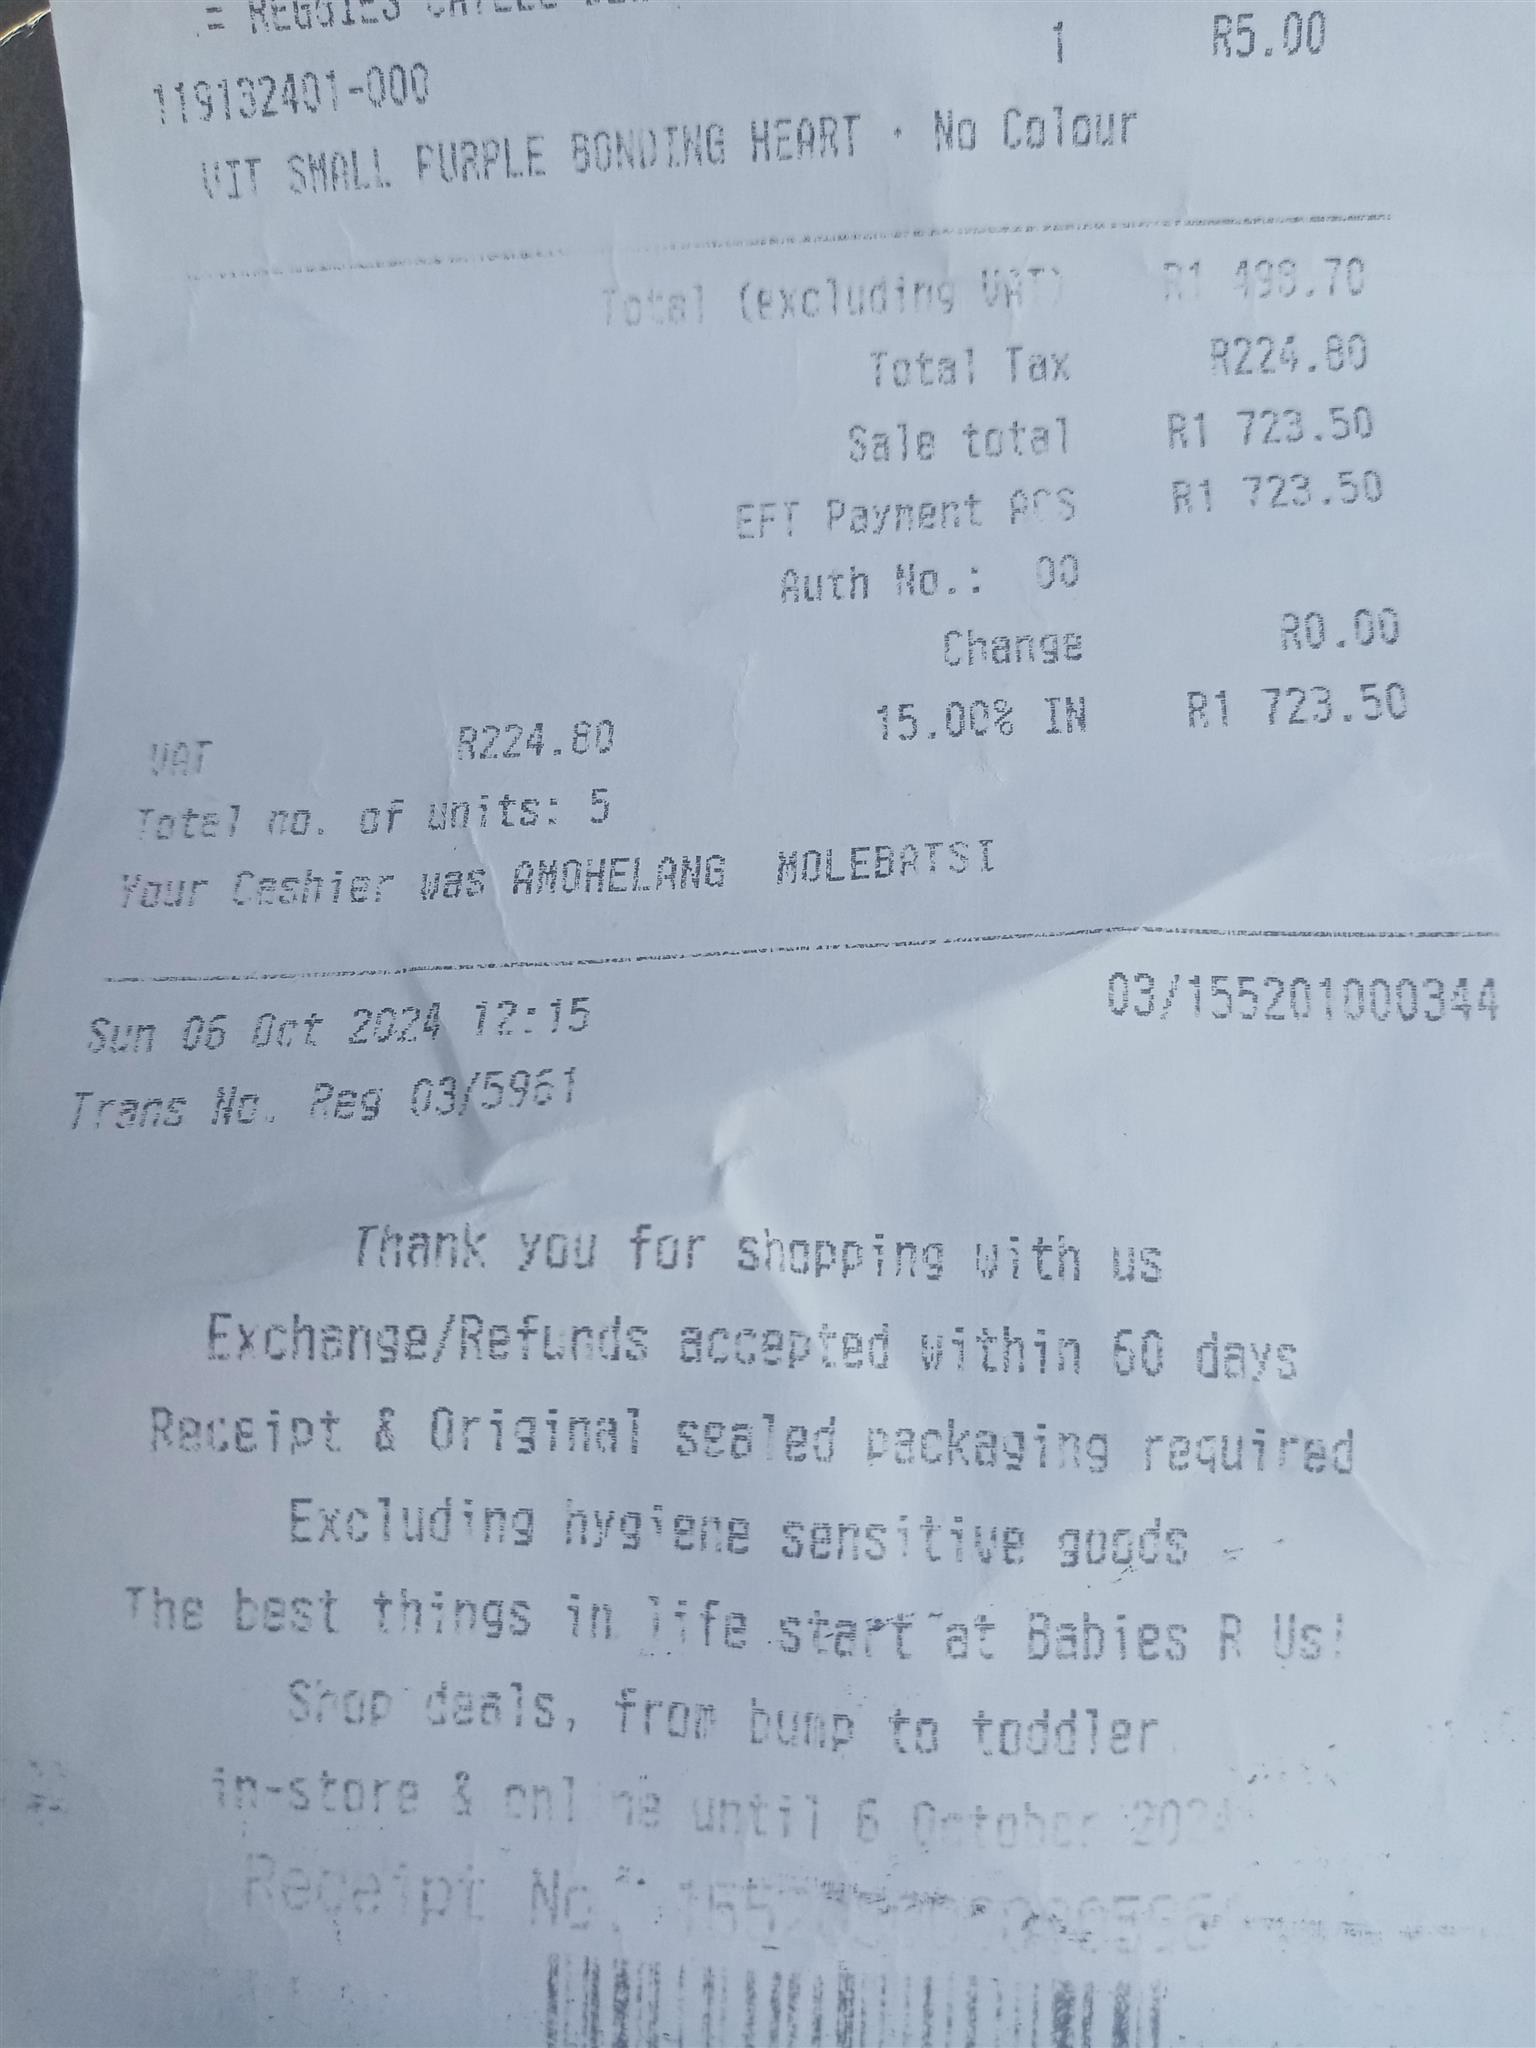 = REGGIES
1 R5.00
119132401-000
VIT SMALL PURPLE BONDING HEART · No Colour
Total (excluding VAT) R1 498.70
Total Tax R224.80
Sale total R1 723.50
EFT Payment ACS R1 723.50
Auth No.: 00
Change R0.00
VAT R224.80 15.00% IN R1 723.50
Total no. of units: 5
Your Cashier was AMOHELANG MOLEBATSI
Sun 06 Oct 2024 12:15 03/155201000344
Trans No. Reg 03/5961
Thank you for shopping with us
Exchange/Refunds accepted within 60 days
Receipt & Original sealed packaging required
Excluding hygiene sensitive goods
The best things in life start at Babies R Us!
Shop deals, from bump to toddler
in-store & online until 6 October 2024
Receipt No.